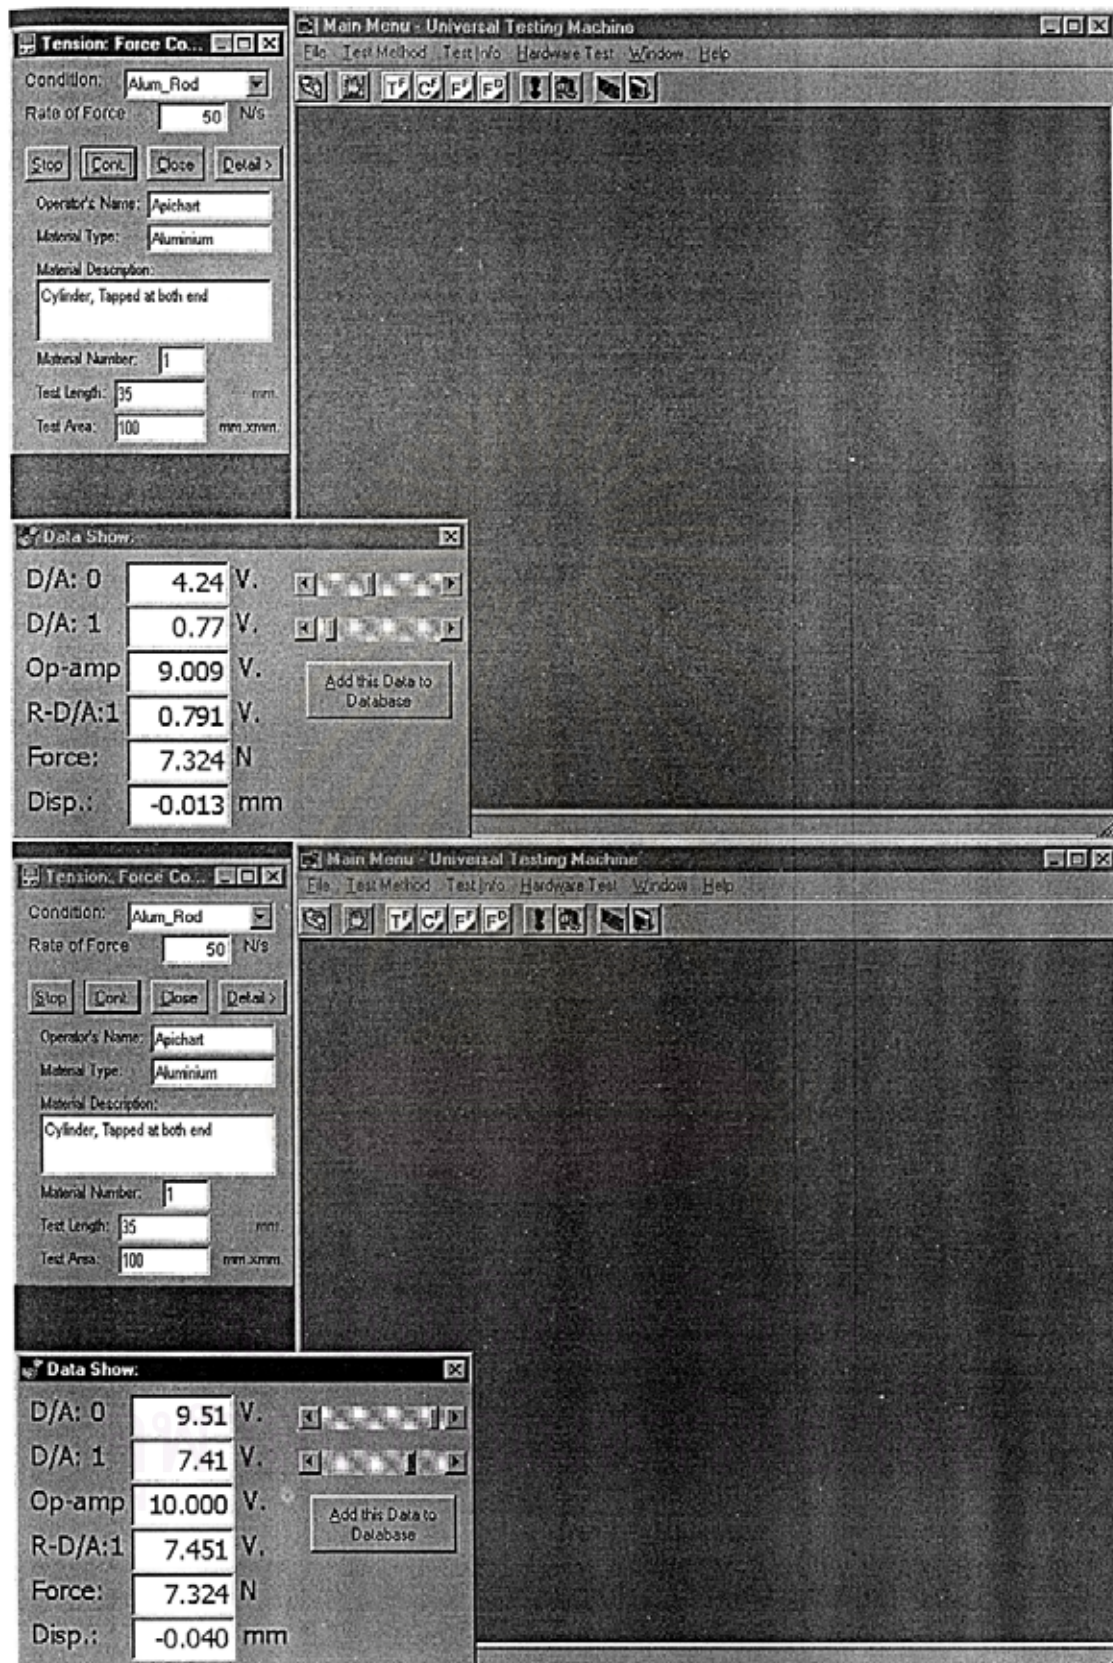 Tension: Force Co...
Condition: Alum_Rod
Rate of Force 50 N/s
Stop Cont. Close Detail >
Operator's Name: Apichart
Material Type: Aluminium
Material Description:
Cylinder, Tapped at both end
Material Number: 1
Test Length: 35 mm.
Test Area: 100 mm.xmm.
Main Menu - Universal Testing Machine
File Test Method Test Info Hardware Test Window Help
TF CF FF FD
Data Show:
D/A: 0 4.24 V.
D/A: 1 0.77 V.
Op-amp 9.009 V.
R-D/A:1 0.791 V.
Force: 7.324 N
Disp.: -0.013 mm
Add this Data to
Database
Tension: Force Co...
Condition: Alum_Rod
Rate of Force 50 N/s
Stop Cont. Close Detail >
Operator's Name: Apichart
Material Type: Aluminium
Material Description:
Cylinder, Tapped at both end
Material Number: 1
Test Length: 35 mm.
Test Area: 100 mm.xmm.
Main Menu - Universal Testing Machine
File Test Method Test Info Hardware Test Window Help
TF CF FF FD
Data Show:
D/A: 0 9.51 V.
D/A: 1 7.41 V.
Op-amp 10.000 V.
R-D/A:1 7.451 V.
Force: 7.324 N
Disp.: -0.040 mm
Add this Data to
Database